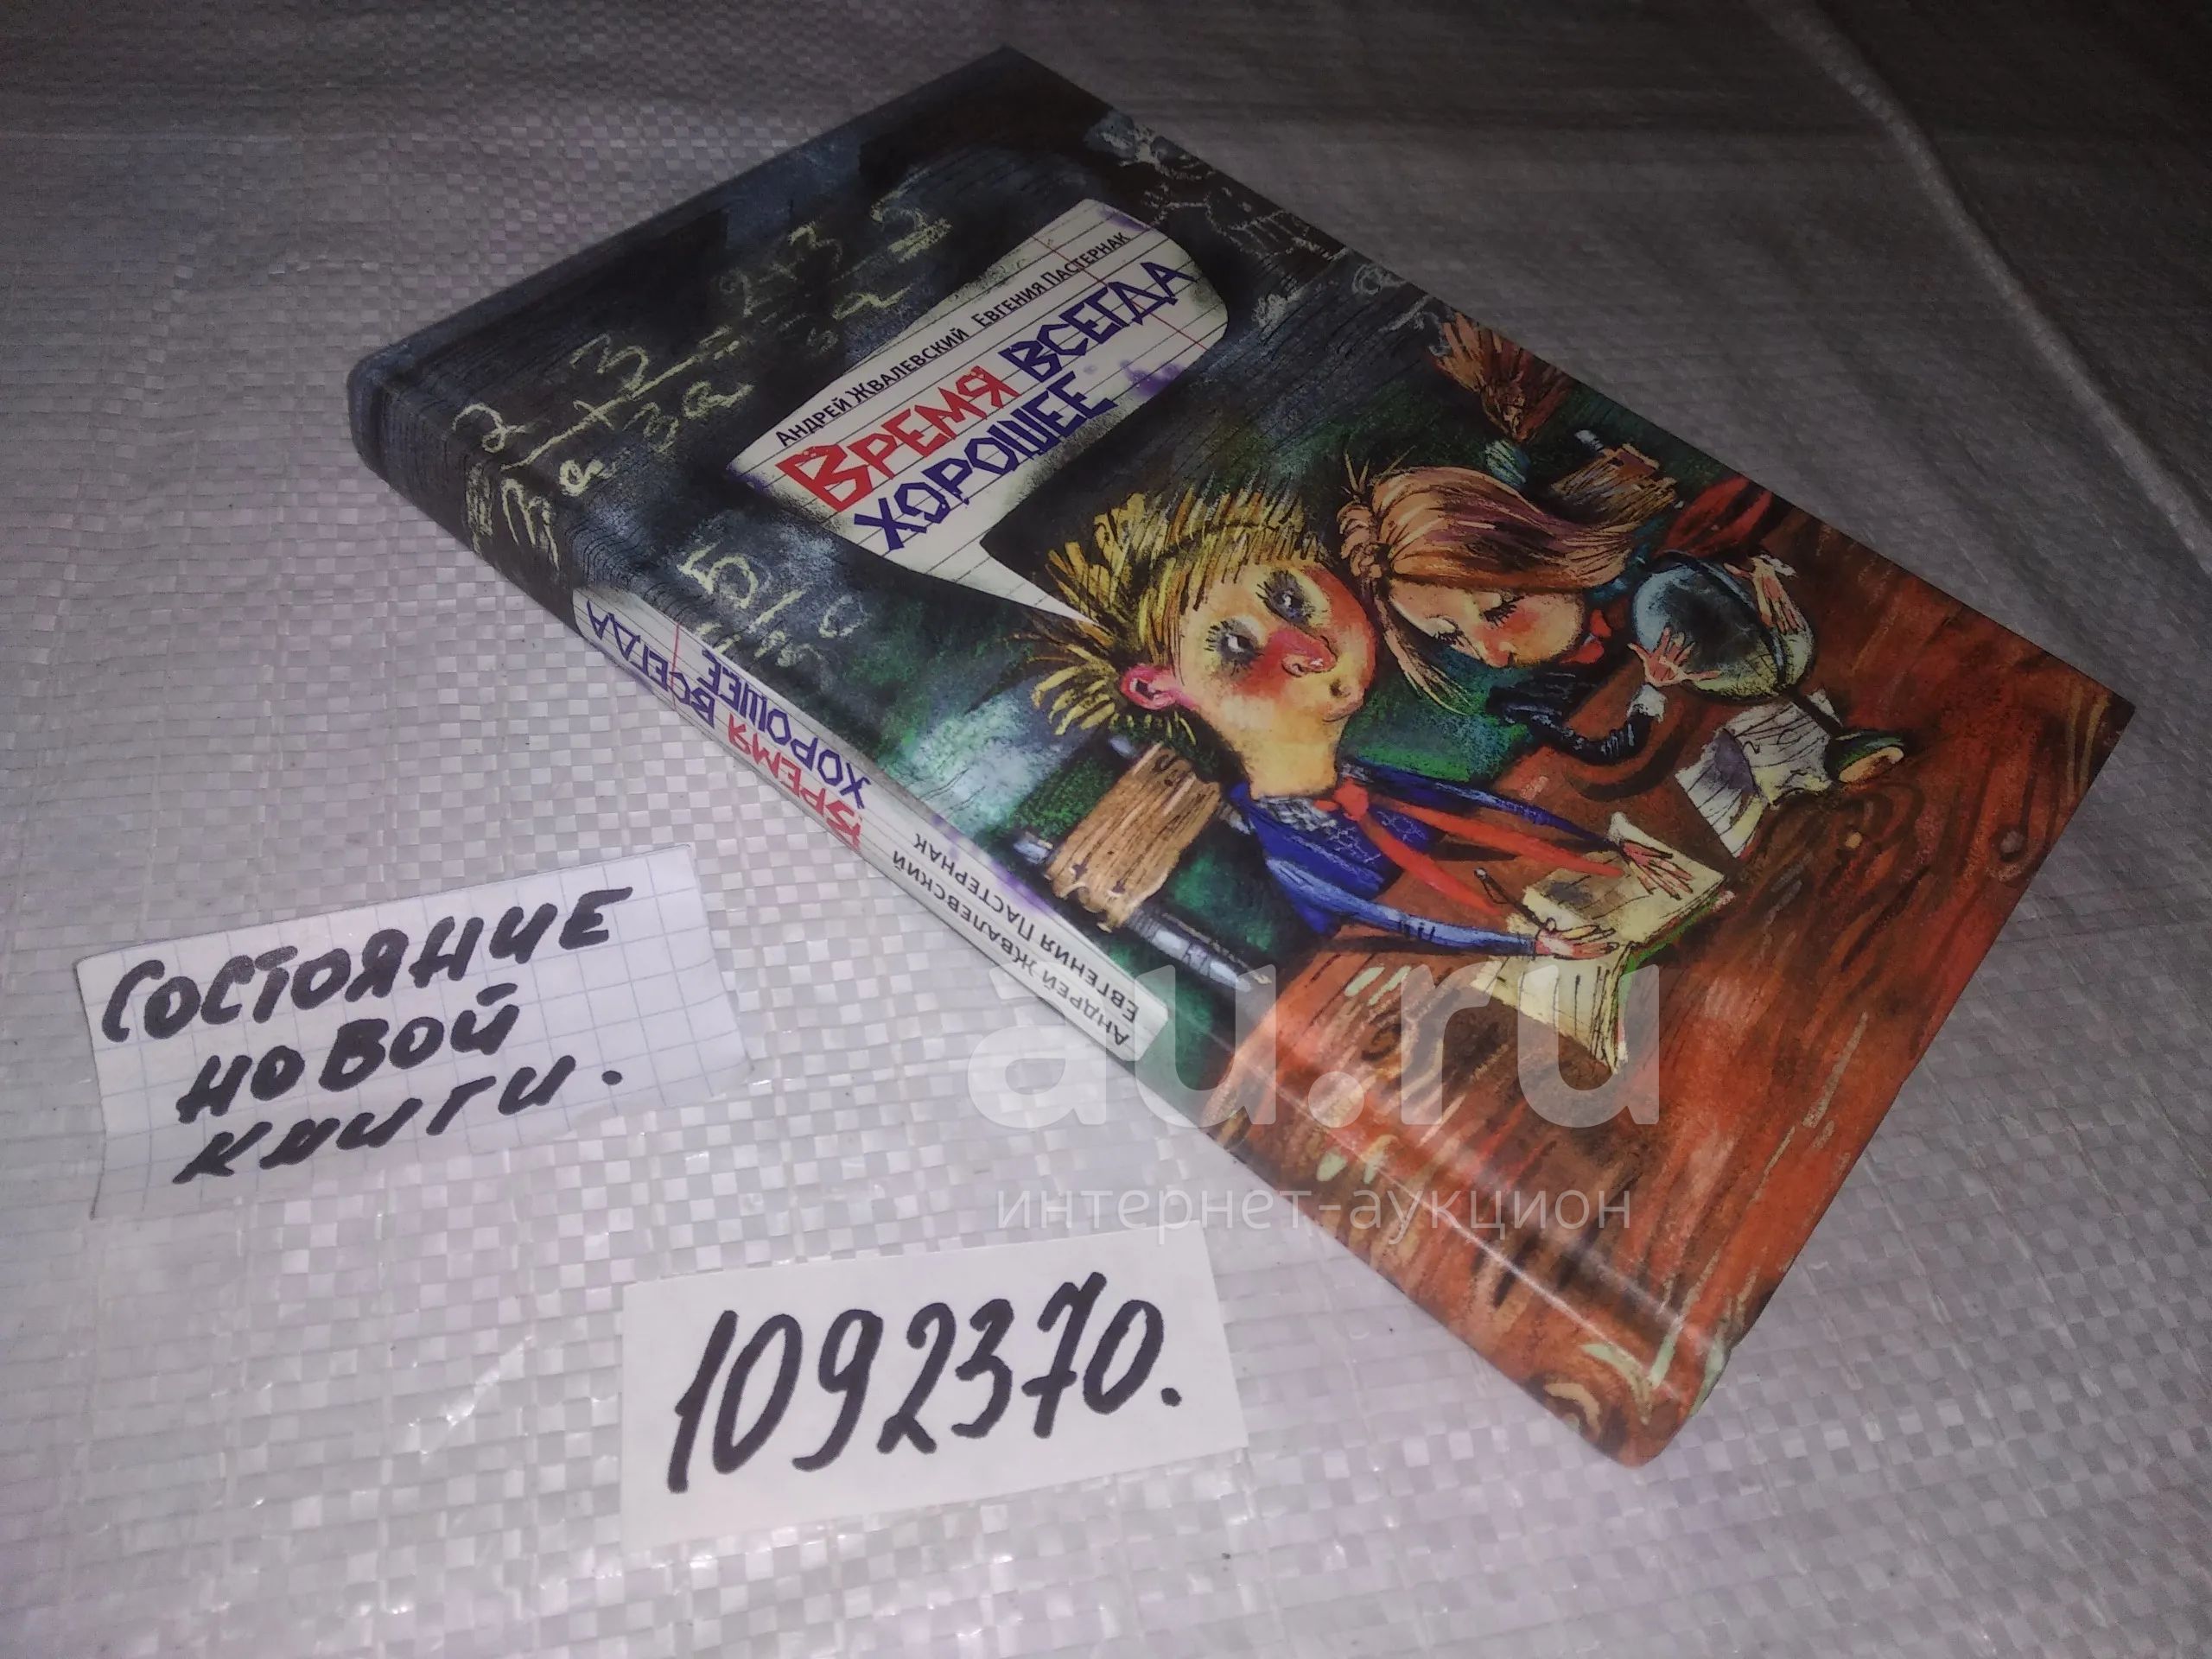 Андрей Жвалевский Евгения Пастернак
Время всегда
хорошее
Время всегда
хорошее
Андрей Жвалевский
Евгения Пастернак
Состояние
новой
книги.
1092370.
au.ru
интернет-аукцион